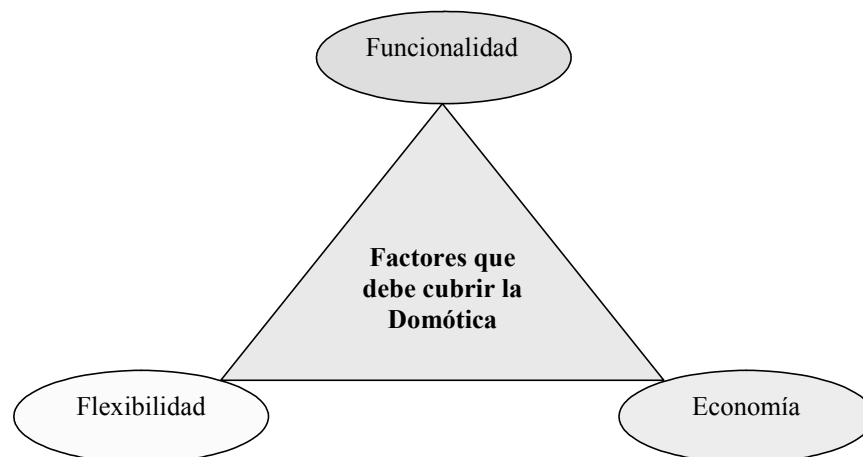 Funcionalidad
Factores que
debe cubrir la
Domótica
Flexibilidad
Economía